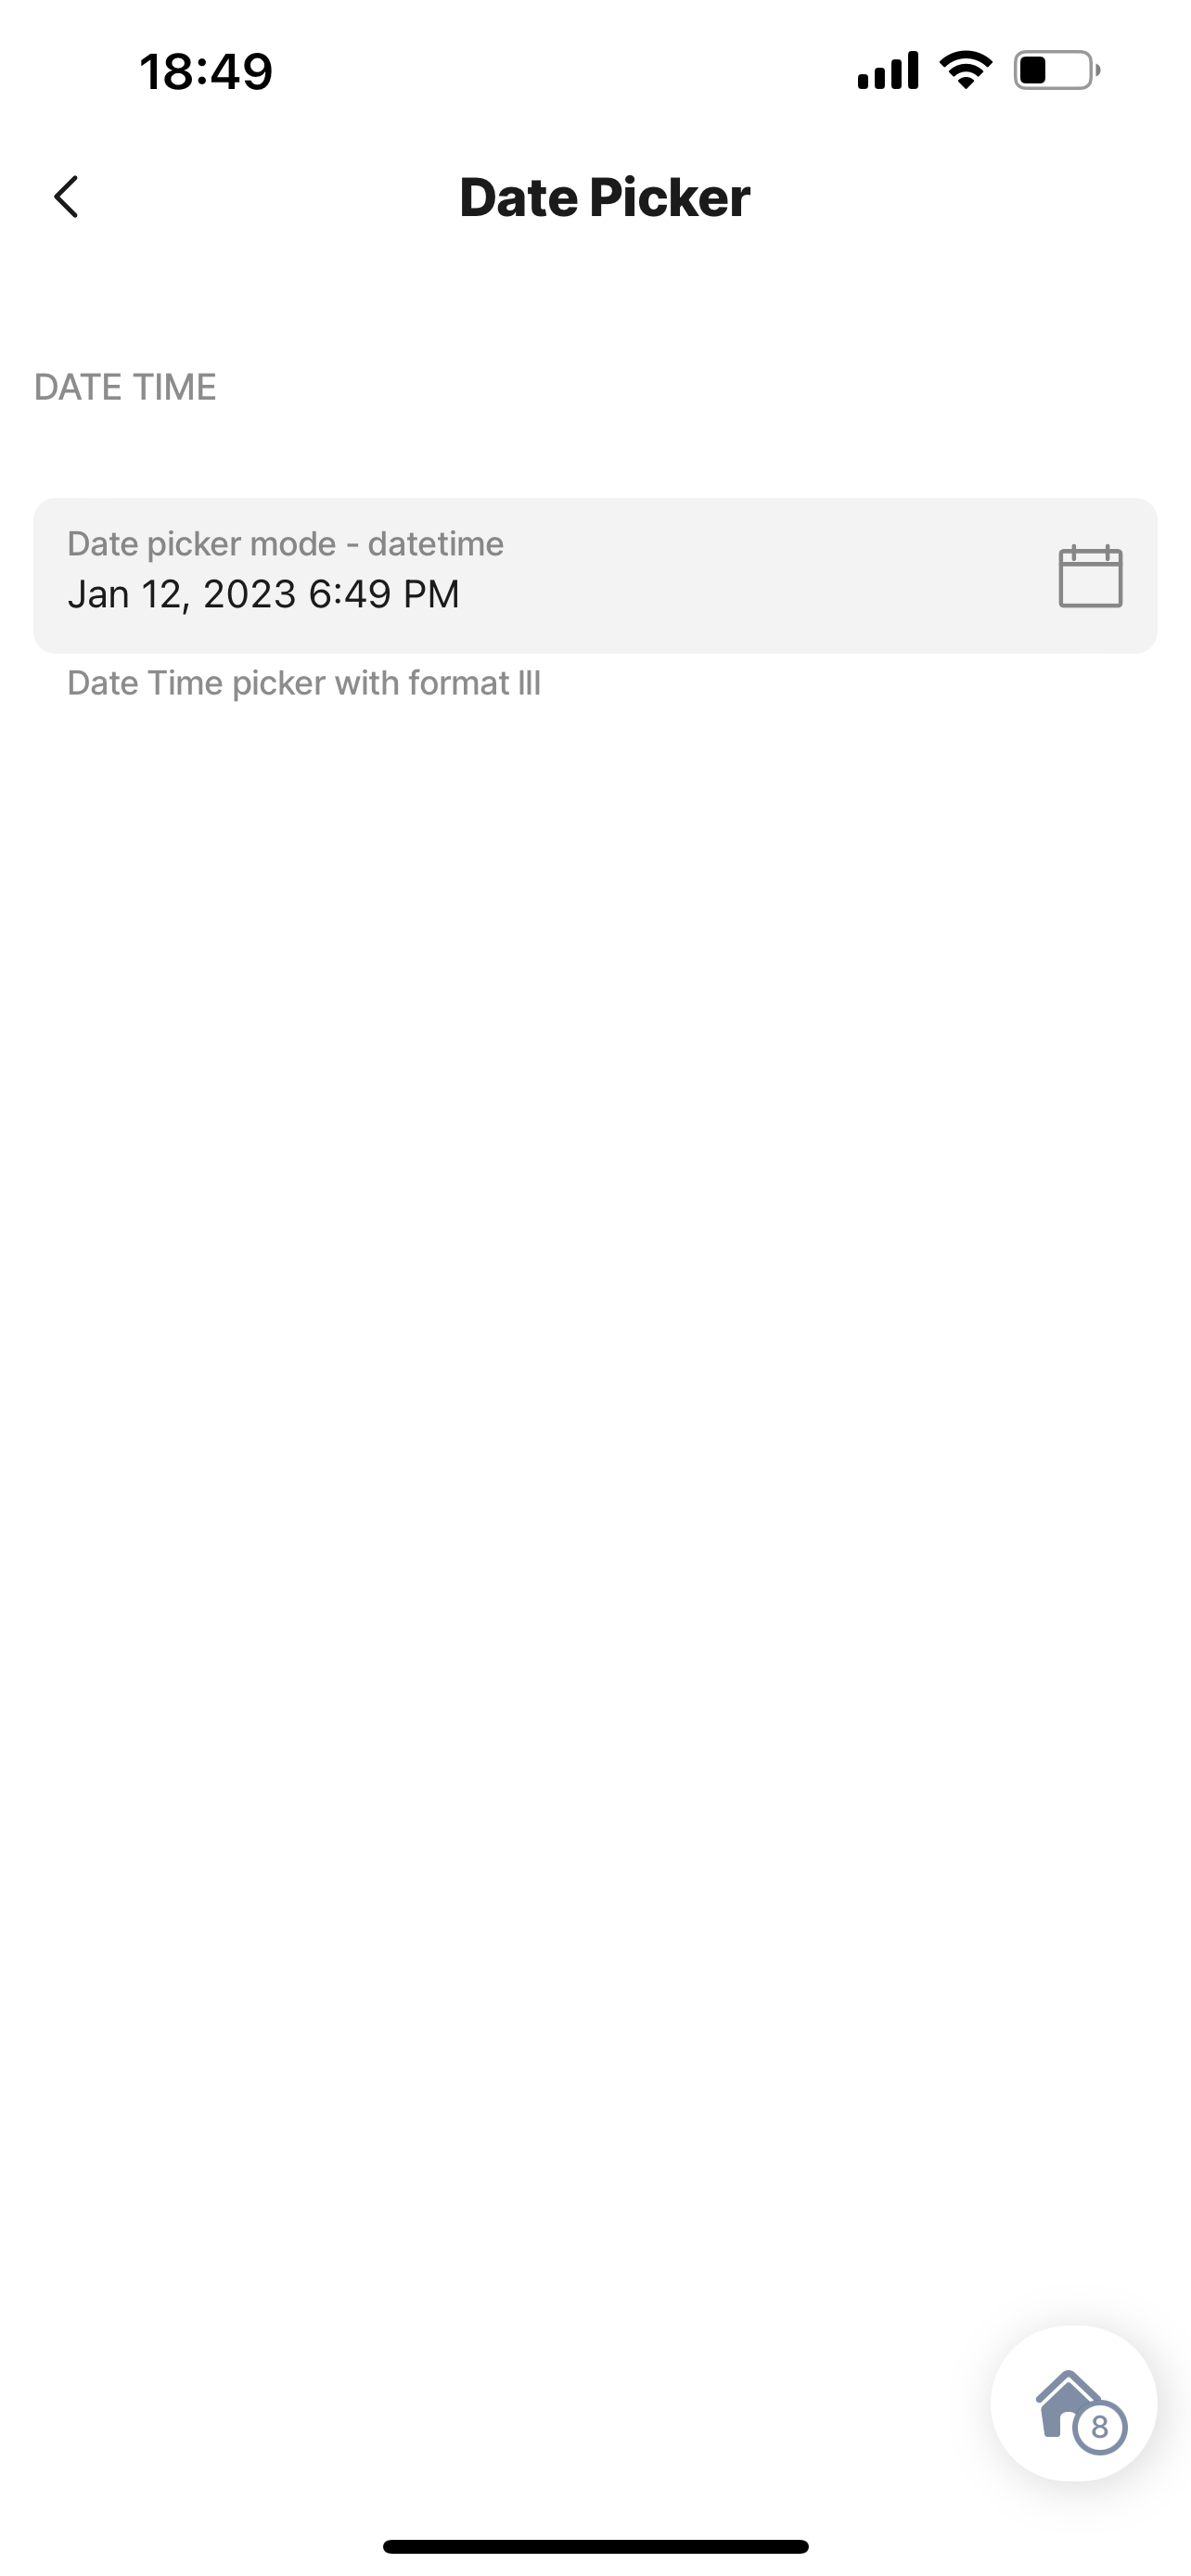 18:49
Date Picker
DATE TIME
Date picker mode - datetime
Jan 12, 2023 6:49 PM
Date Time picker with format lll
8